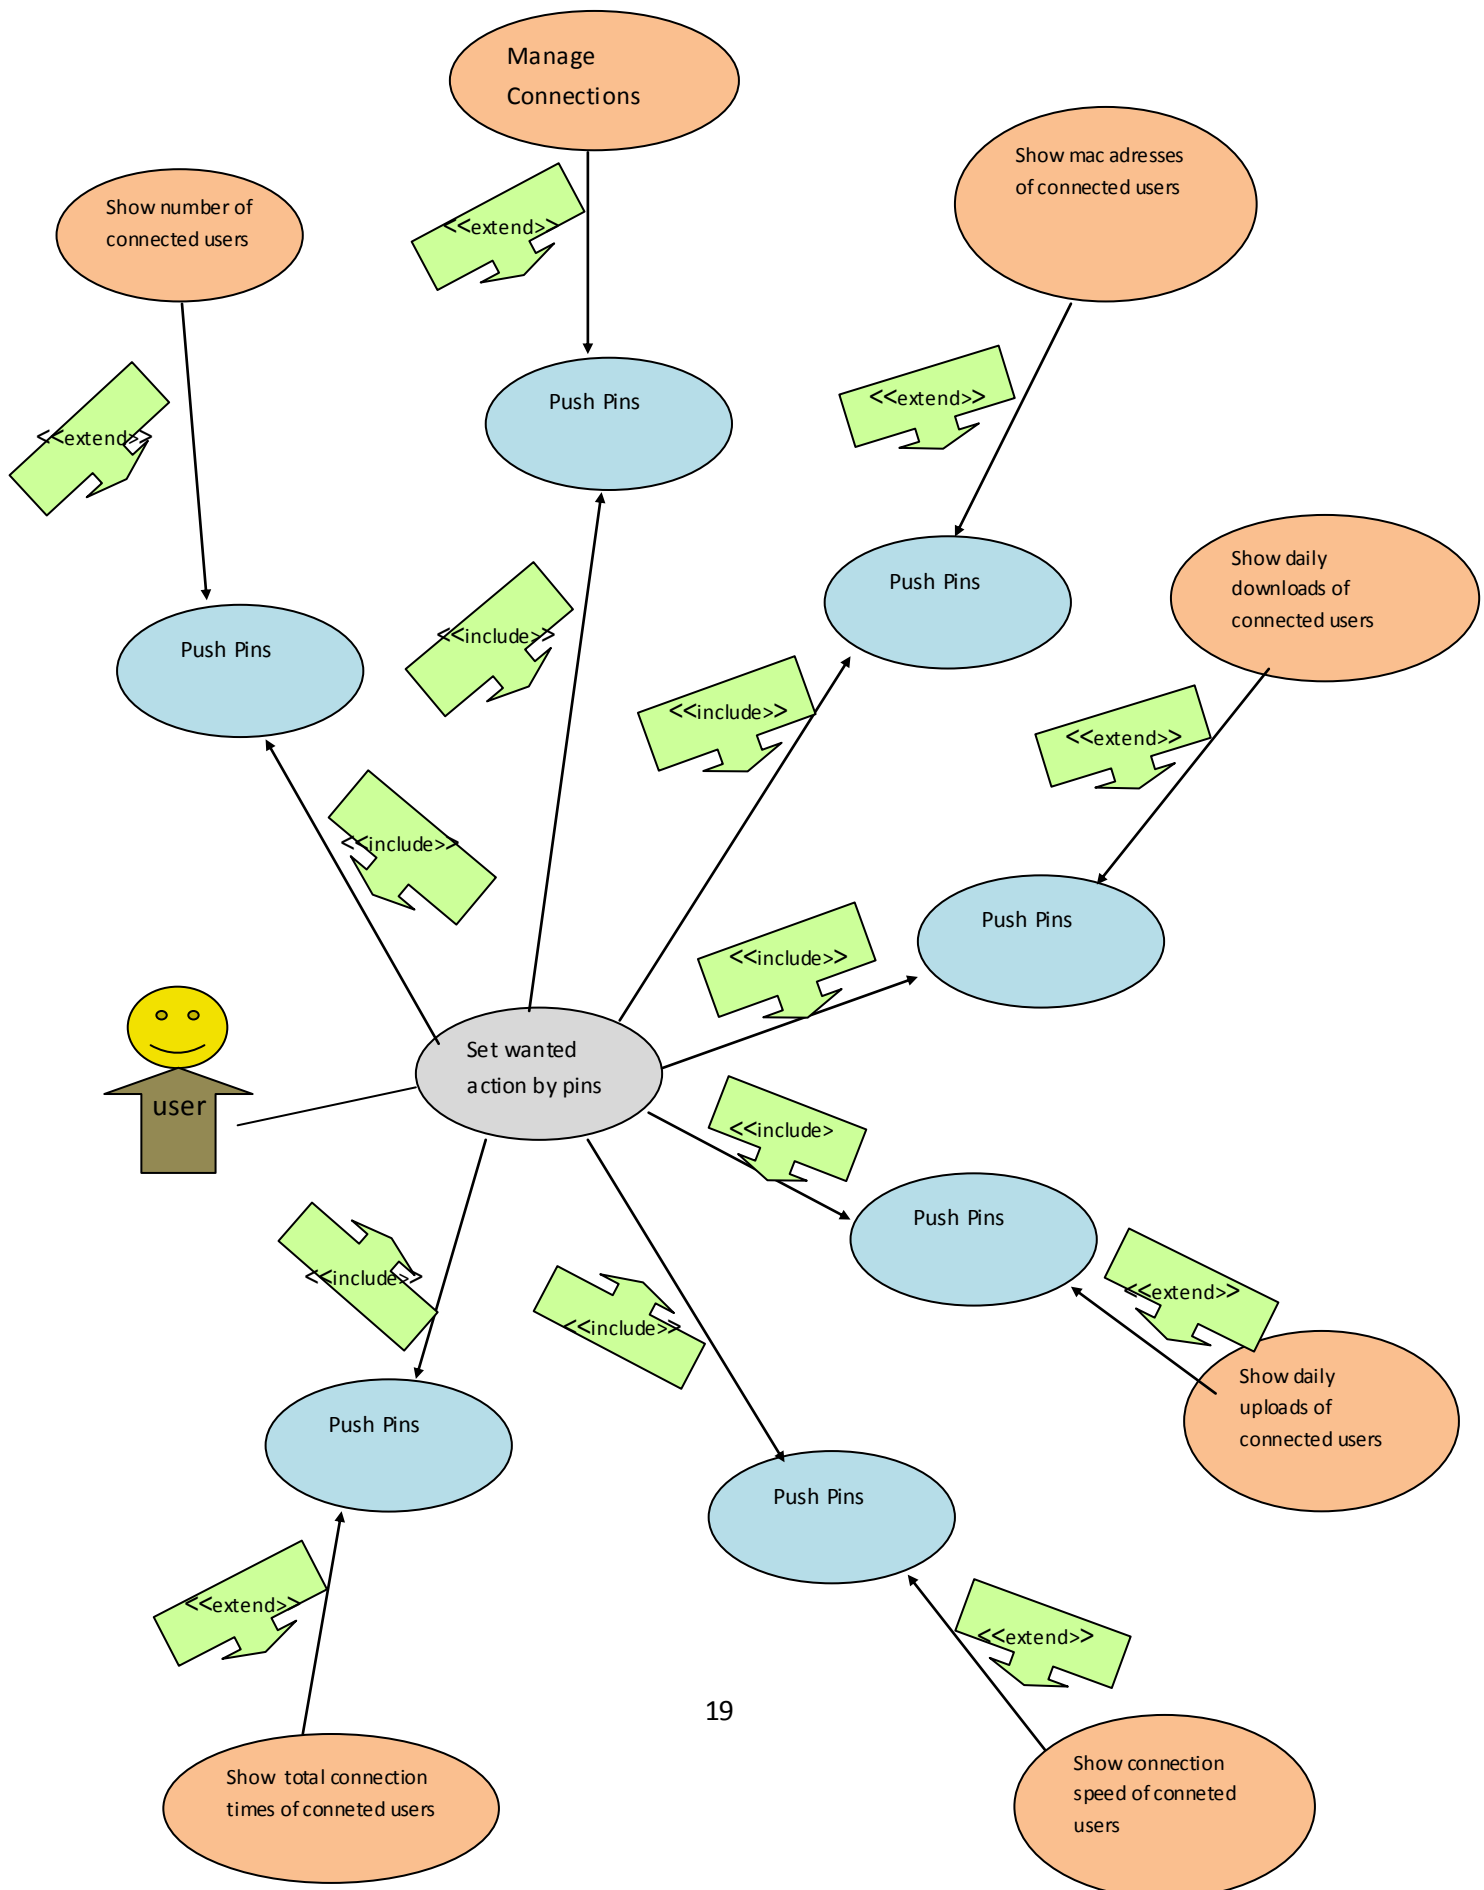 Manage
Connections
Show mac adresses
of connected users
Show number of
connected users
<<extend>>
<<extend>>
<<extend>>
Push Pins
<<extend>>
Push Pins
Show daily
downloads of
connected users
<<include>>
Push Pins
<<include>>
<<extend>>
<<include>>
Push Pins
<<include>>
Set wanted
action by pins
user
<<include>
Push Pins
<<include>>
<<include>>
<<extend>>
Show daily
uploads of
connected users
Push Pins
Push Pins
<<extend>>
<<extend>>
19
Show total connection
times of conneted users
Show connection
speed of conneted
users